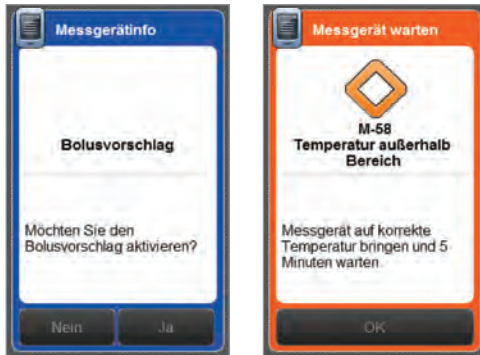 Messgerätinfo
Bolusvorschlag
Möchten Sie den
Bolusvorschlag aktivieren?
Nein
Ja
Messgerät warten
M-58
Temperatur außerhalb
Bereich
Messgerät auf korrekte
Temperatur bringen und 5
Minuten warten.
OK